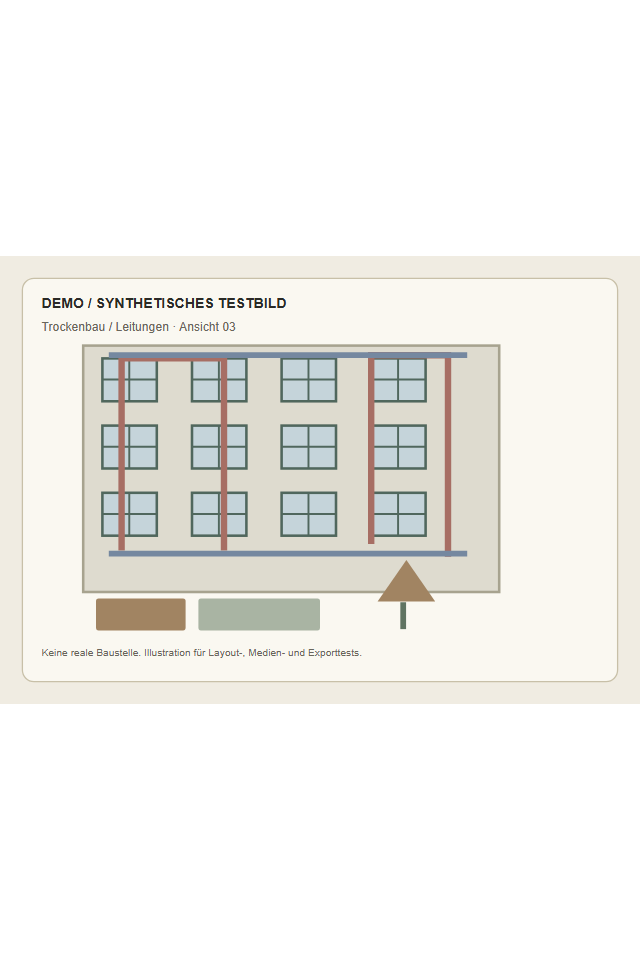 DEMO / SYNTHETISCHES TESTBILD
Trockenbau / Leitungen · Ansicht 03
Keine reale Baustelle. Illustration für Layout-, Medien- und Exporttests.